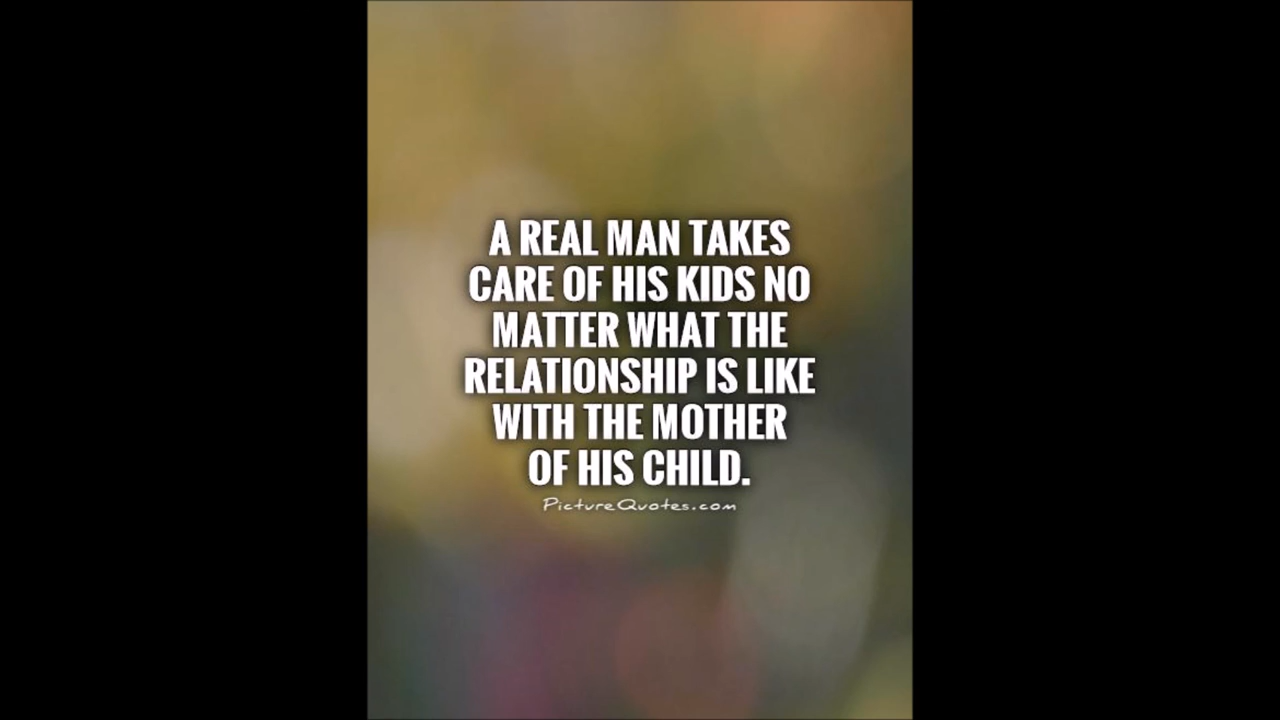 A REAL MAN TAKES
CARE OF HIS KIDS NO
MATTER WHAT THE
RELATIONSHIP IS LIKE
WITH THE MOTHER
OF HIS CHILD.
PictureQuotes.com